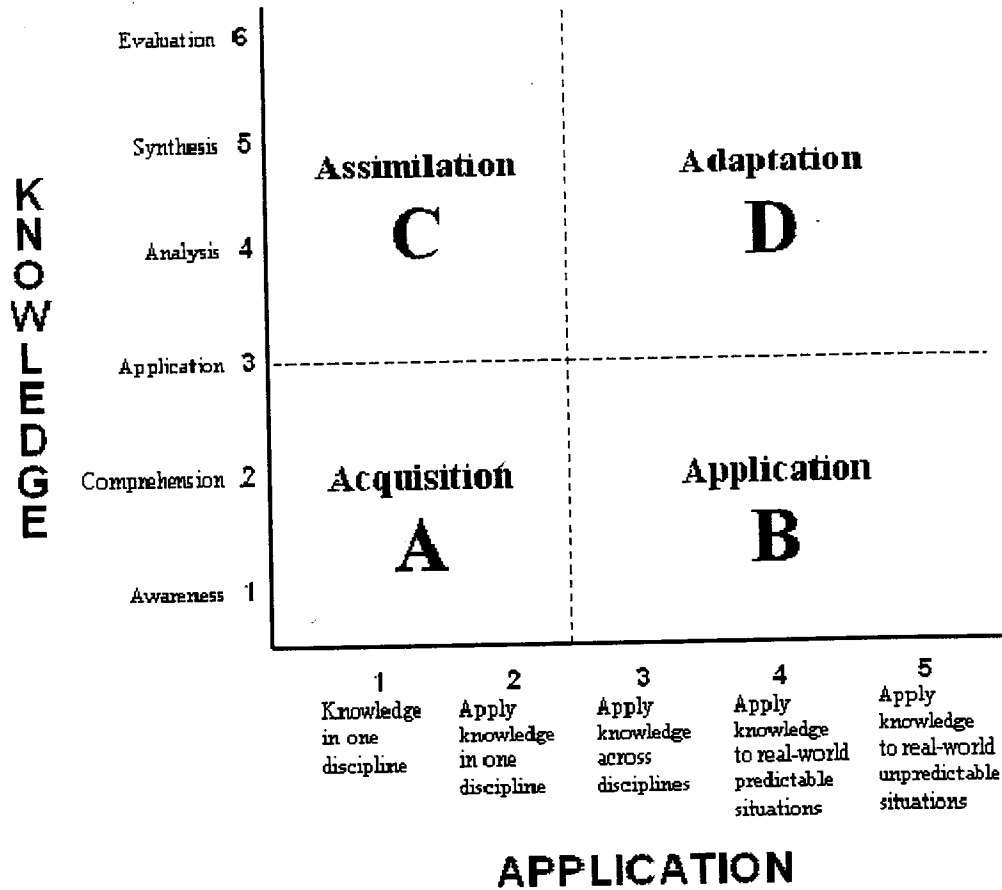 Evaluation 6
Synthesis 5
Assimilation
C
Adaptation
D
Analysis 4
KNOWLEDGE
Application 3
Comprehension 2
Acquisition
A
Application
B
Awareness 1
1
Knowledge
in one
discipline
2
Apply
knowledge
in one
discipline
3
Apply
knowledge
across
disciplines
4
Apply
knowledge
to real-world
predictable
situations
5
Apply
knowledge
to real-world
unpredictable
situations
APPLICATION